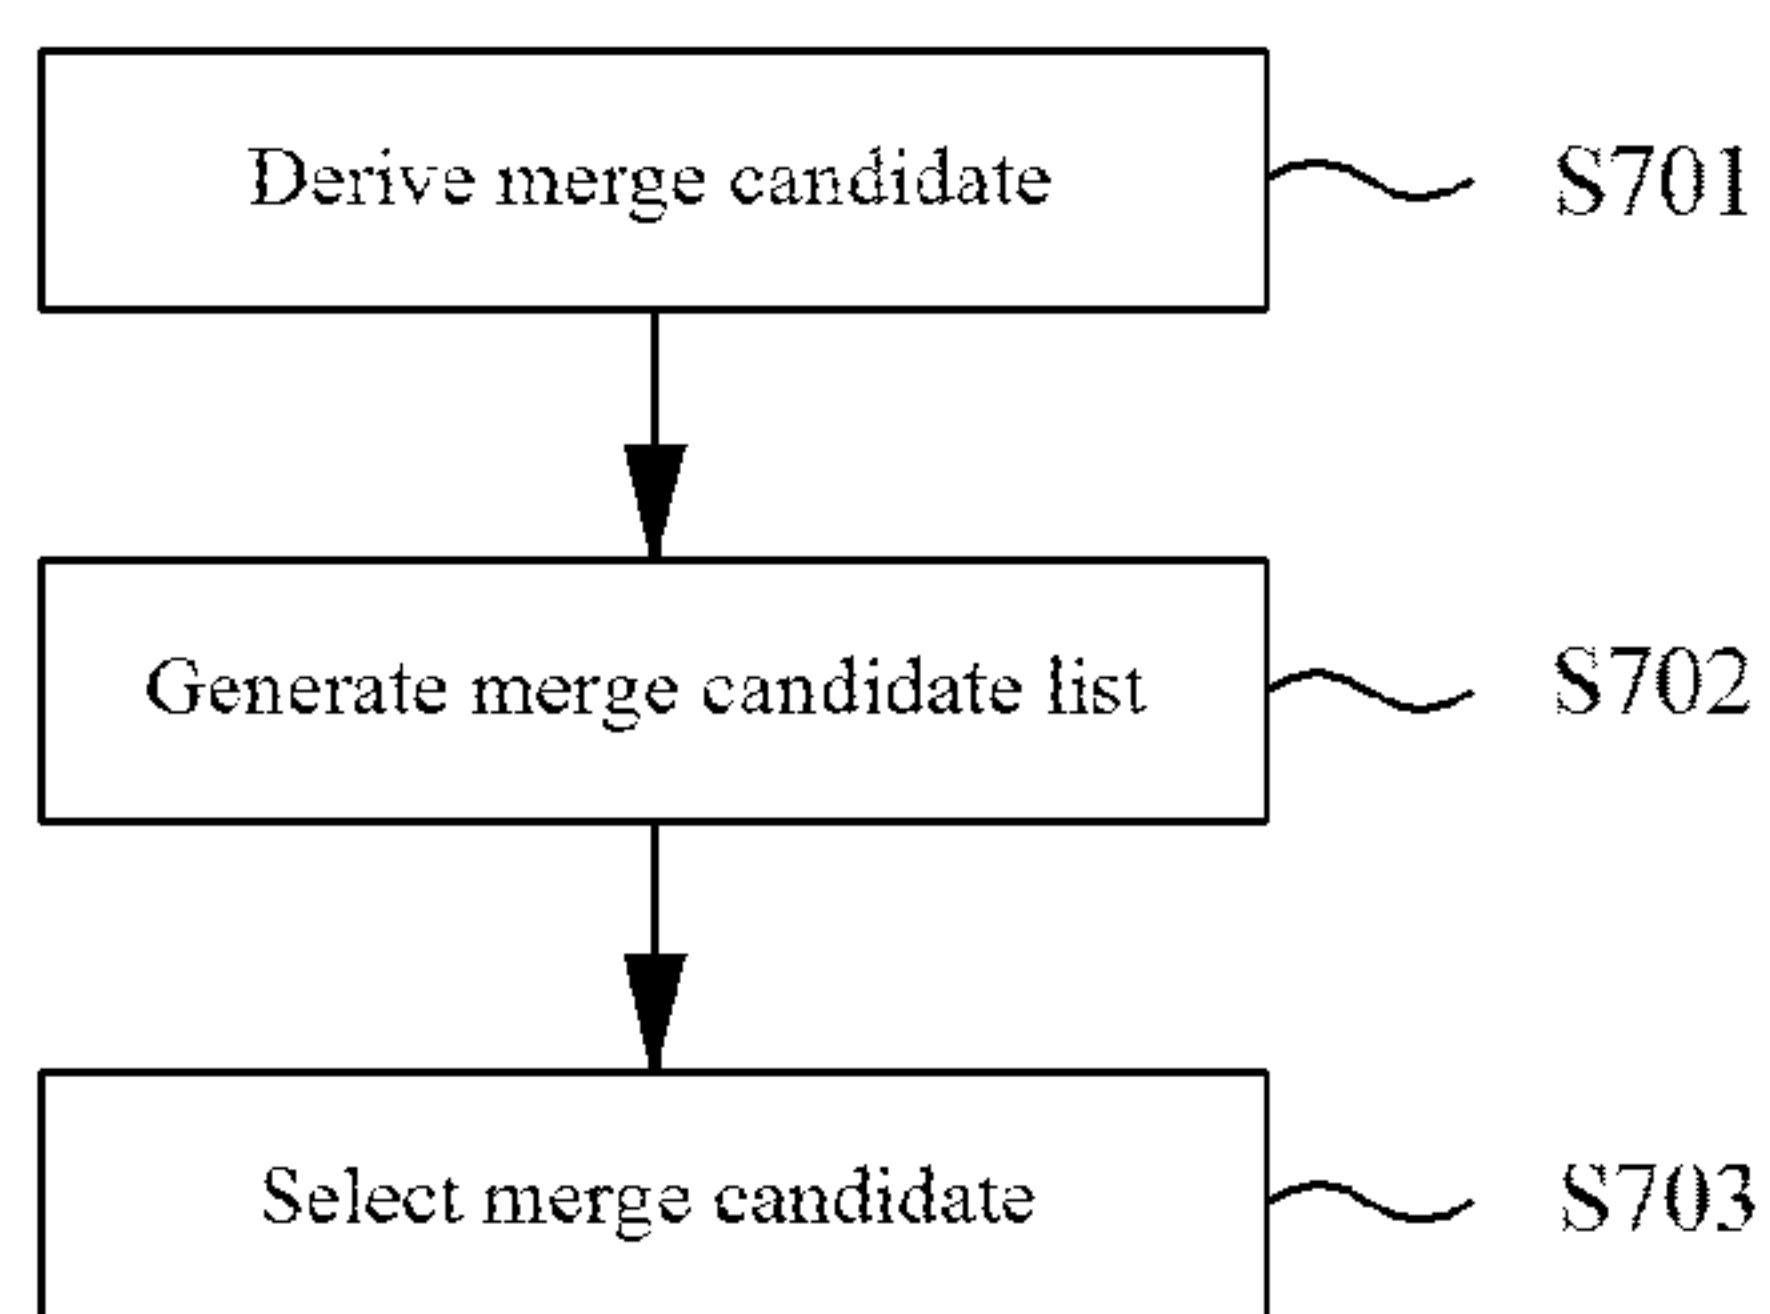 Derive merge candidate S701
Generate merge candidate list S702
Select merge candidate S703